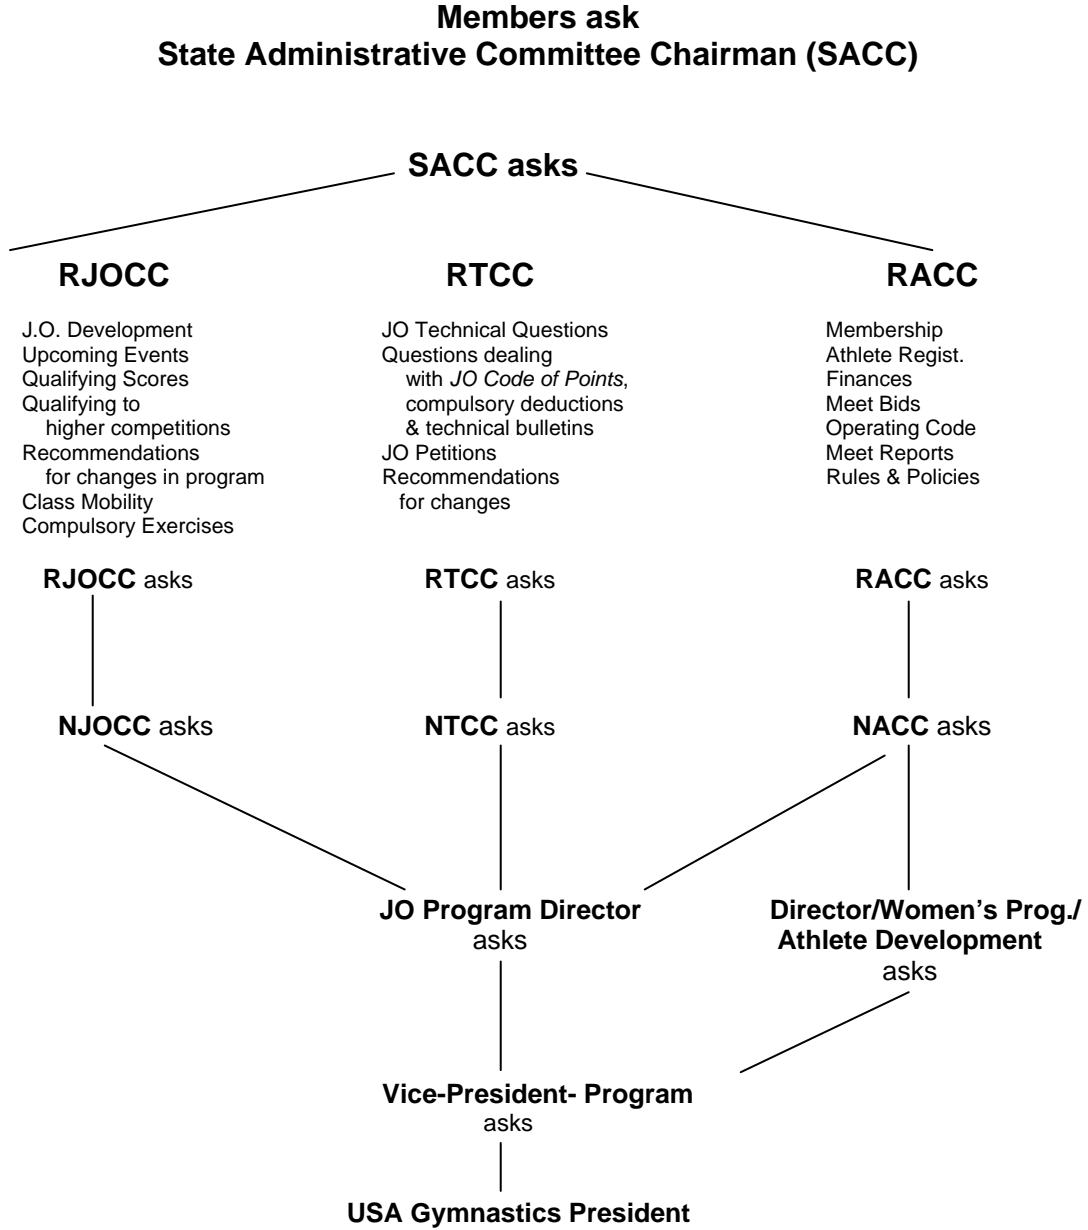 Members ask
State Administrative Committee Chairman (SACC)
SACC asks
RJOCC
J.O. Development
Upcoming Events
Qualifying Scores
Qualifying to
higher competitions
Recommendations
for changes in program
Class Mobility
Compulsory Exercises
RTCC
JO Technical Questions
Questions dealing
with JO Code of Points,
compulsory deductions
& technical bulletins
JO Petitions
Recommendations
for changes
RACC
Membership
Athlete Regist.
Finances
Meet Bids
Operating Code
Meet Reports
Rules & Policies
RJOCC asks
RTCC asks
RACC asks
NJOCC asks
NTCC asks
NACC asks
JO Program Director
asks
Director/Women's Prog./
Athlete Development
asks
Vice-President- Program
asks
USA Gymnastics President